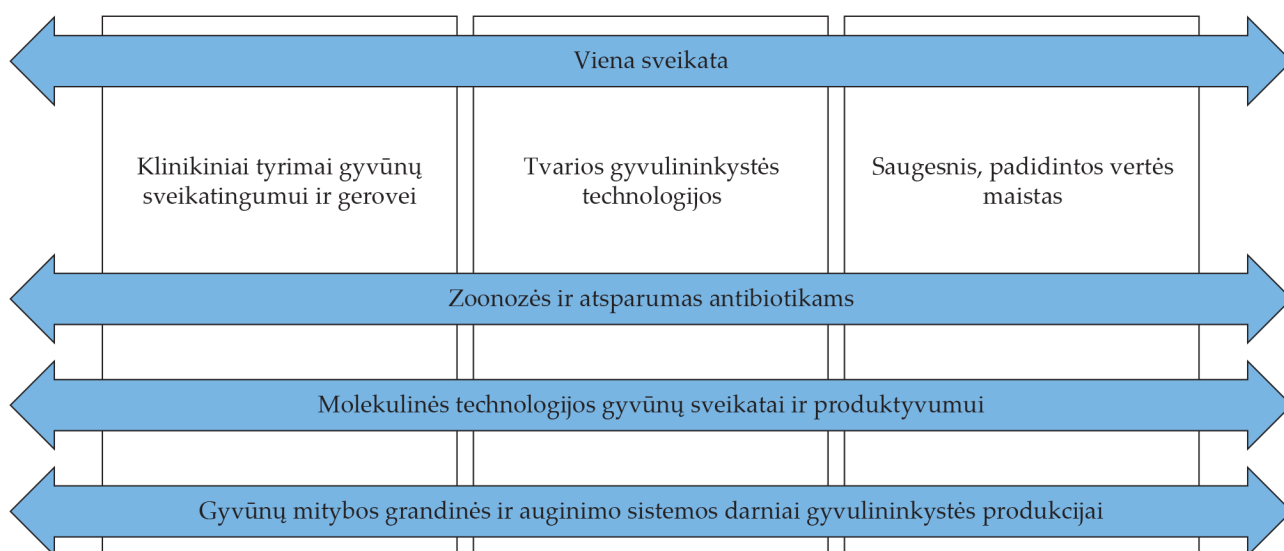 Viena sveikata
Klinikiniai tyrimai gyvūnų
sveikatingumui ir gerovei
Tvarios gyvulininkystės
technologijos
Saugesnis, padidintos vertės
maistas
Zoonozės ir atsparumas antibiotikams
Molekulinės technologijos gyvūnų sveikatai ir produktyvumui
Gyvūnų mitybos grandinės ir auginimo sistemos darniai gyvulininkystės produkcijai